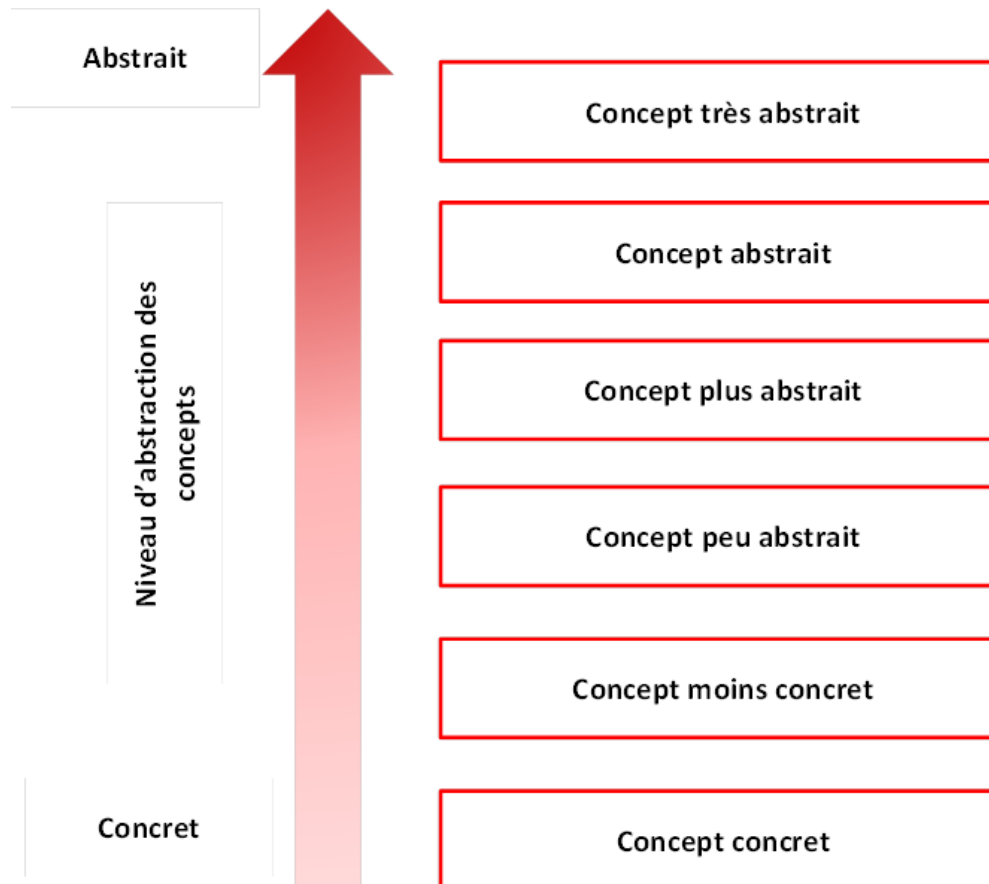 Abstrait
Concept très abstrait
Concept abstrait
Concept plus abstrait
Niveau d'abstraction des
concepts
Concept peu abstrait
Concept moins concret
Concret
Concept concret